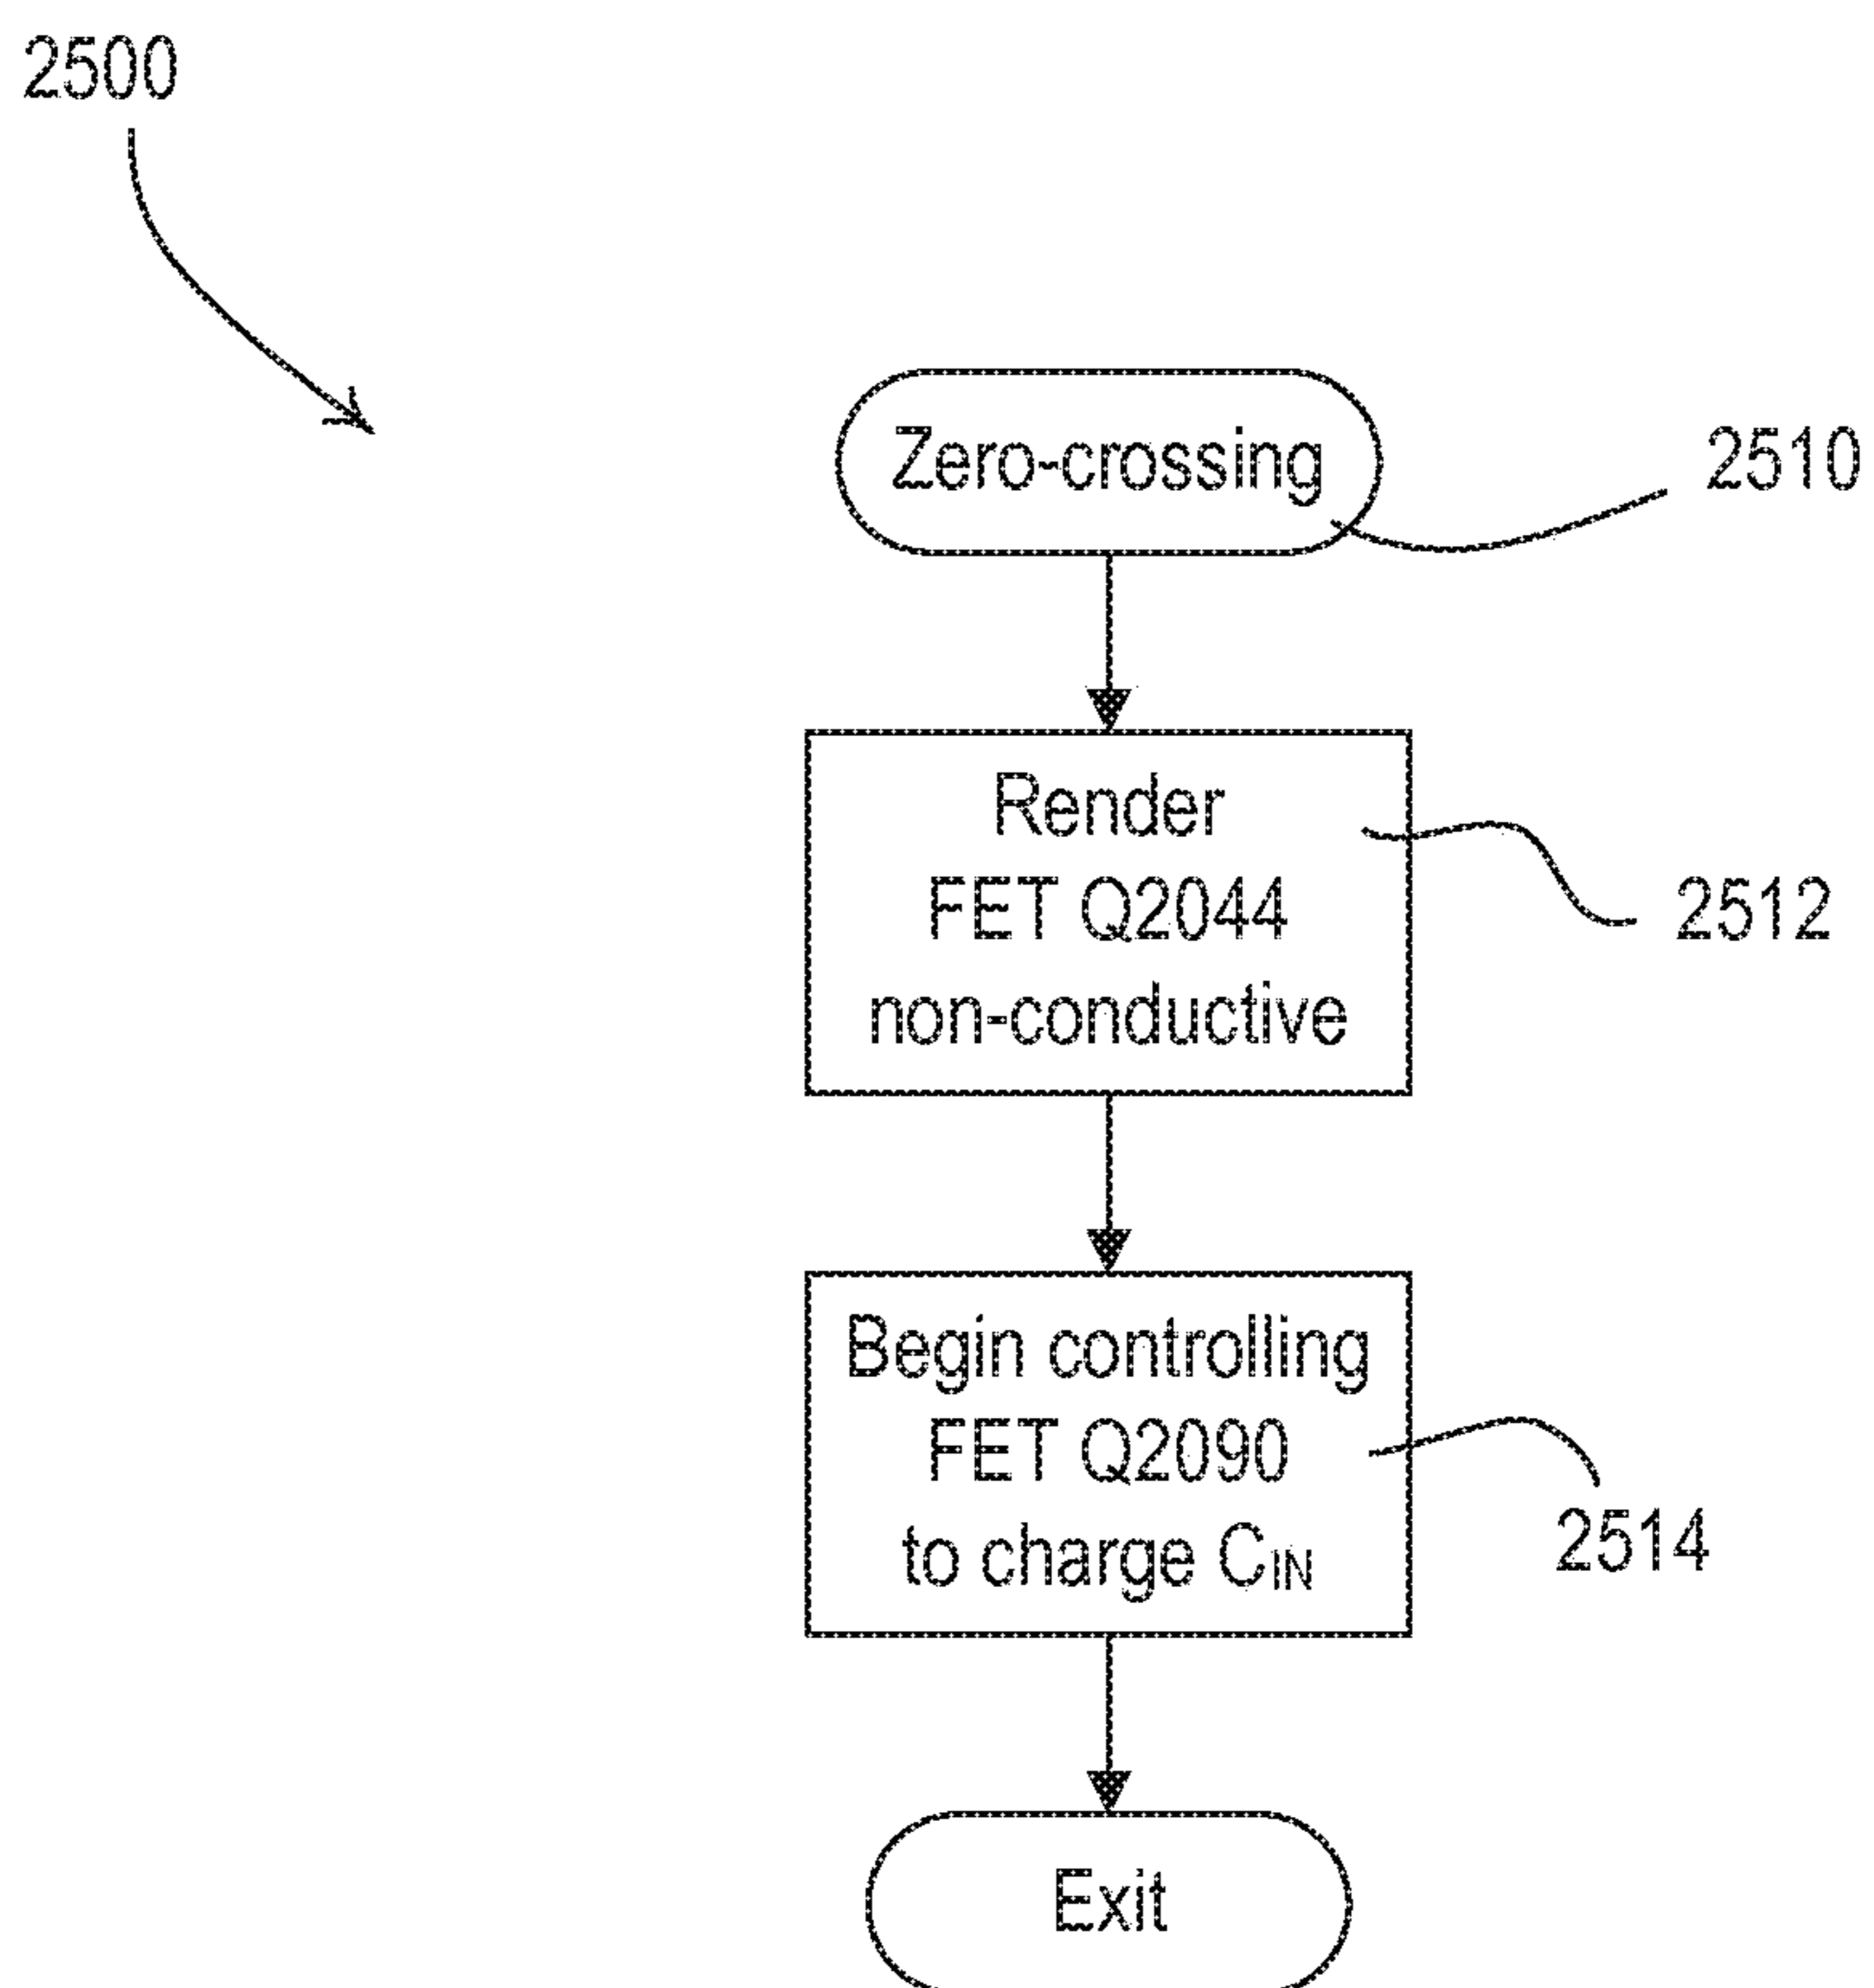 2500
Zero-crossing
2510
Render
FET Q2044
non-conductive
2512
Begin controlling
FET Q2090
to charge CIN
2514
Exit